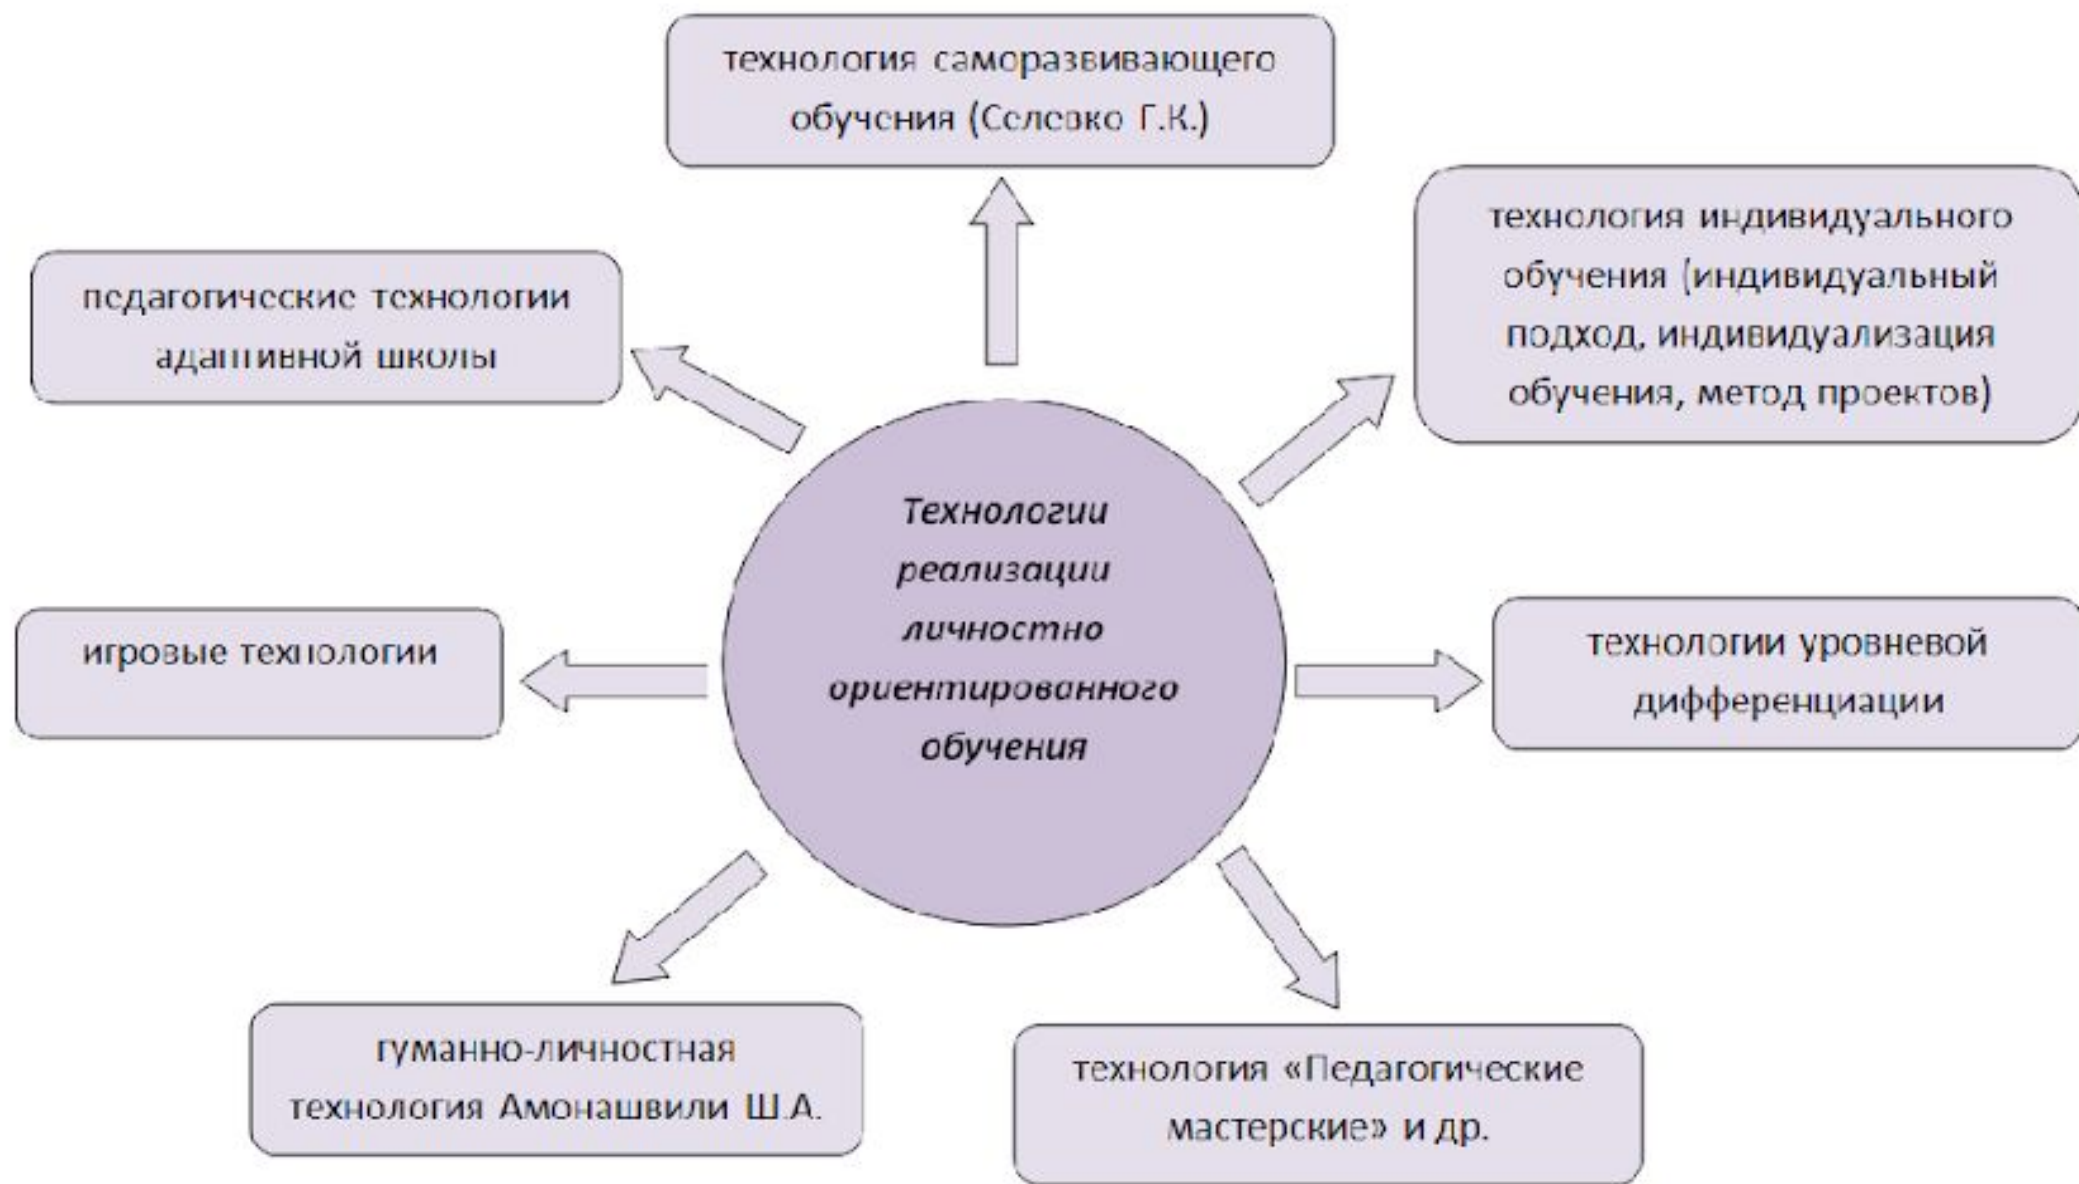 технология саморазвивающего
обучения (Селевко Г.К.)
технология индивидуального
обучения (индивидуальный
подход, индивидуализация
обучения, метод проектов)
педагогические технологии
адаптивной школы
Технологии
реализации
личностно
ориентированного
обучения
игровые технологии
технологии уровневой
дифференциации
гуманно-личностная
технология Амонашвили Ш.А.
технология «Педагогические
мастерские» и др.